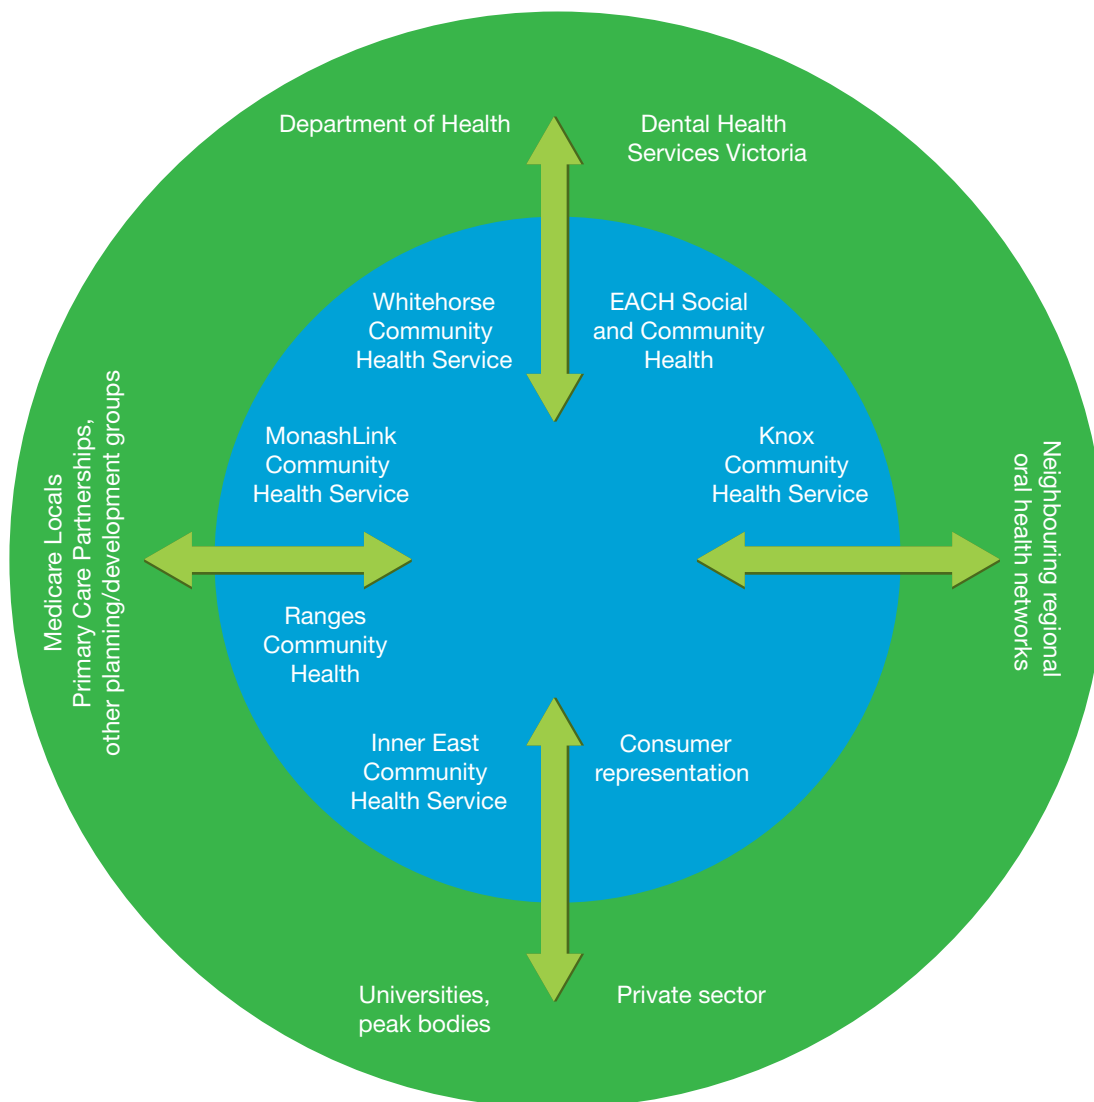 Department of Health
Dental Health
Services Victoria
Whitehorse
Community
Health Service
EACH Social
and Community
Health
MonashLink
Community
Health Service
Knox
Community
Health Service
Medicare Locals
Primary Care Partnerships,
other planning/development groups
Neighbouring regional
oral health networks
Ranges
Community
Health
Inner East
Community
Health Service
Consumer
representation
Universities,
peak bodies
Private sector